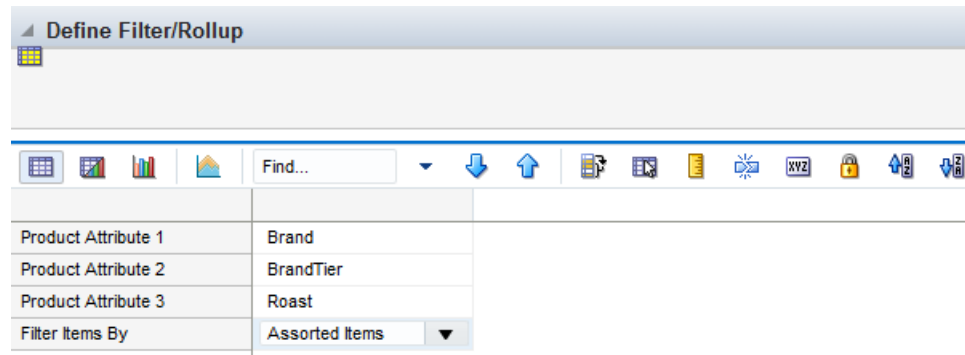 Define Filter/Rollup
Find...
XYZ
A Z
Z A
Product Attribute 1 Brand
Product Attribute 2 BrandTier
Product Attribute 3 Roast
Filter Items By Assorted Items